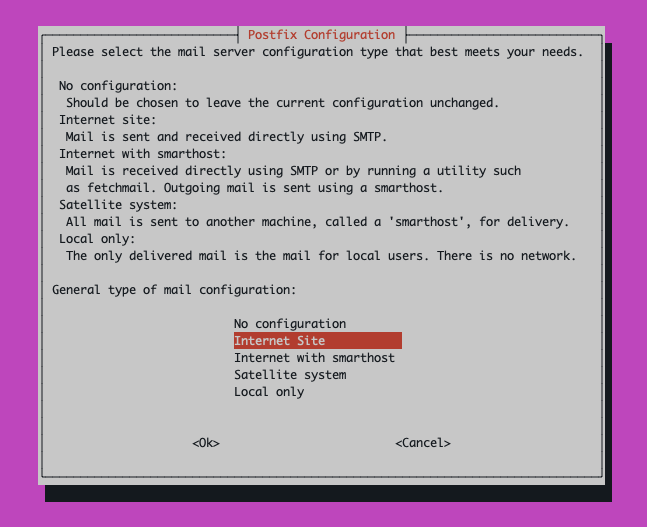 Postfix Configuration
Please select the mail server configuration type that best meets your needs.
No configuration:
Should be chosen to leave the current configuration unchanged.
Internet site:
Mail is sent and received directly using SMTP.
Internet with smarthost:
Mail is received directly using SMTP or by running a utility such
as fetchmail. Outgoing mail is sent using a smarthost.
Satellite system:
All mail is sent to another machine, called a 'smarthost', for delivery.
Local only:
The only delivered mail is the mail for local users. There is no network.
General type of mail configuration:
No configuration
Internet Site
Internet with smarthost
Satellite system
Local only
<Ok> <Cancel>